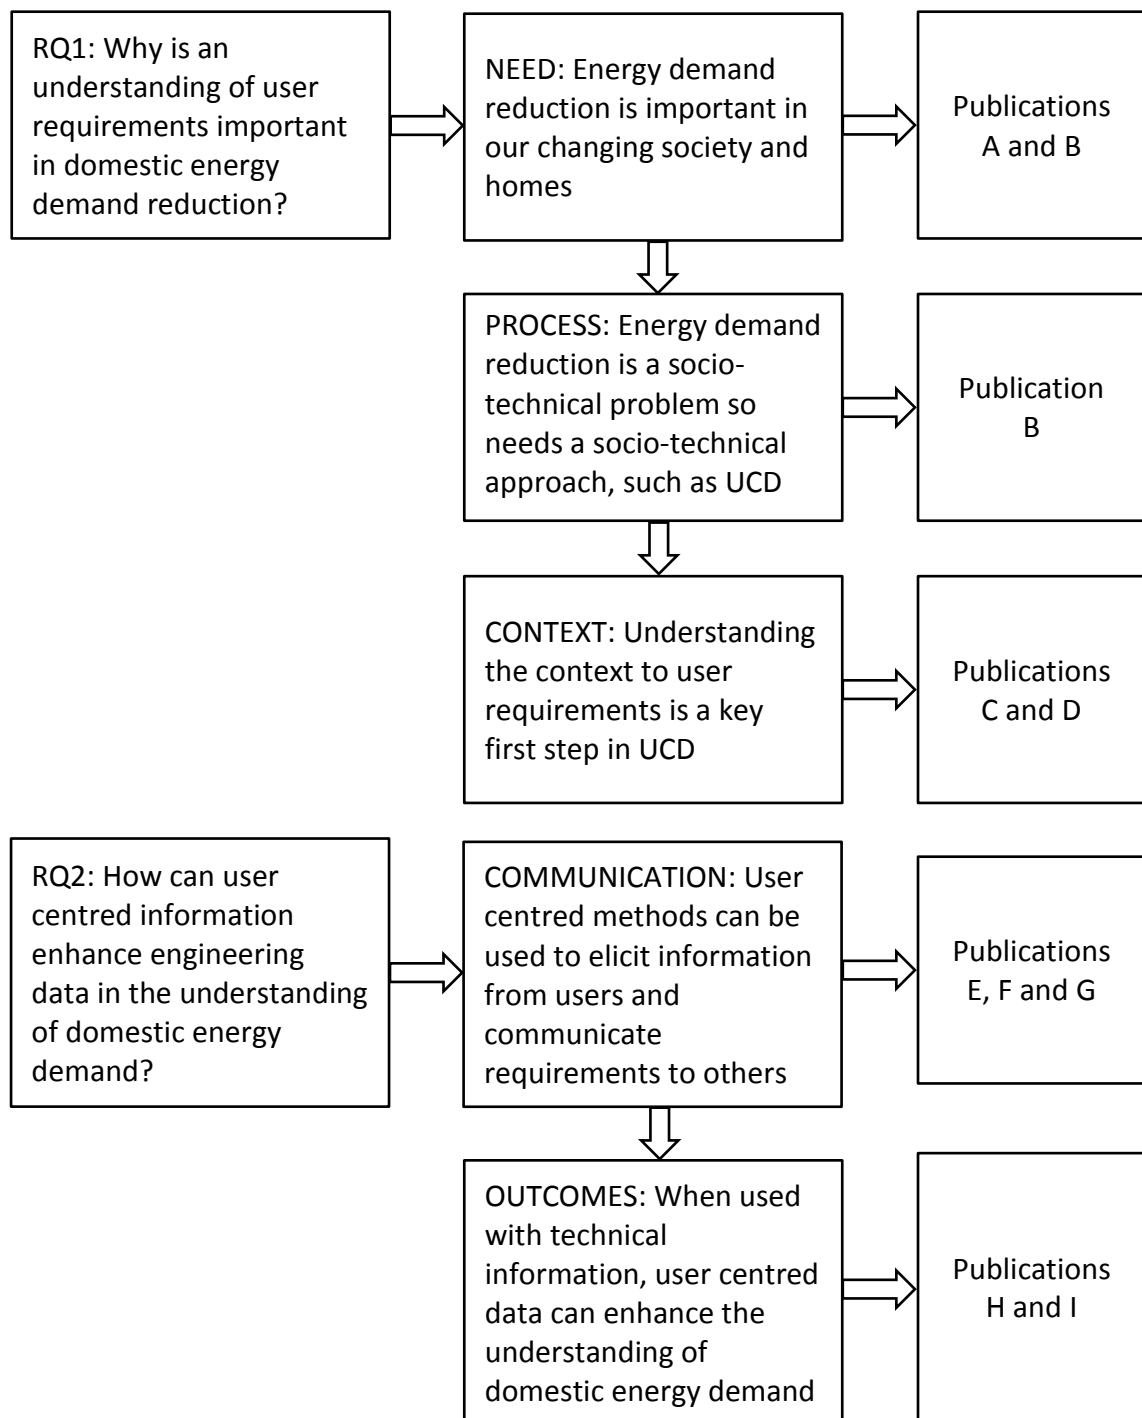 RQ1: Why is an
understanding of user
requirements important
in domestic energy
demand reduction?
NEED: Energy demand
reduction is important in
our changing society and
homes
Publications
A and B
PROCESS: Energy demand
reduction is a socio-
technical problem so
needs a socio-technical
approach, such as UCD
Publication
B
CONTEXT: Understanding
the context to user
requirements is a key
first step in UCD
Publications
C and D
RQ2: How can user
centred information
enhance engineering
data in the understanding
of domestic energy
demand?
COMMUNICATION: User
centred methods can be
used to elicit information
from users and
communicate
requirements to others
Publications
E, F and G
OUTCOMES: When used
with technical
information, user centred
data can enhance the
understanding of
domestic energy demand
Publications
H and I